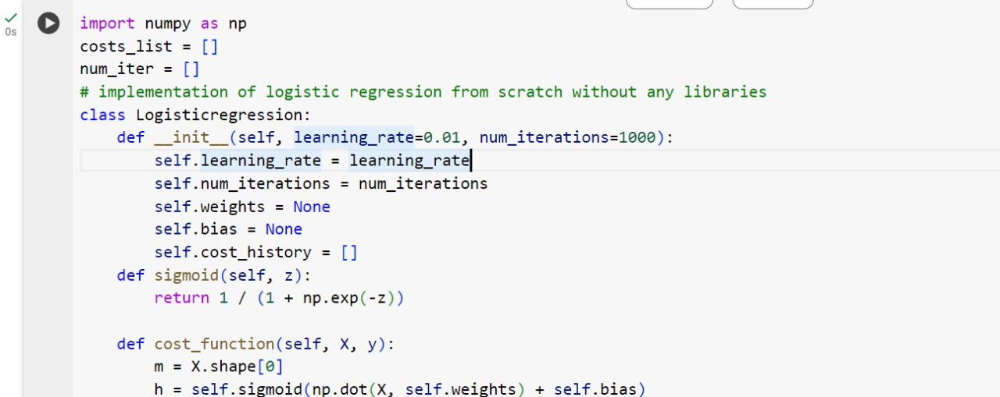 import numpy as np
0s
costs_list = []
num_iter = []
# implementation of logistic regression from scratch without any libraries
class Logisticregression:
    def __init__(self, learning_rate=0.01, num_iterations=1000):
        self.learning_rate = learning_rate
        self.num_iterations = num_iterations
        self.weights = None
        self.bias = None
        self.cost_history = []
    def sigmoid(self, z):
        return 1 / (1 + np.exp(-z))
    def cost_function(self, X, y):
        m = X.shape[0]
        h = self.sigmoid(np.dot(X, self.weights) + self.bias)